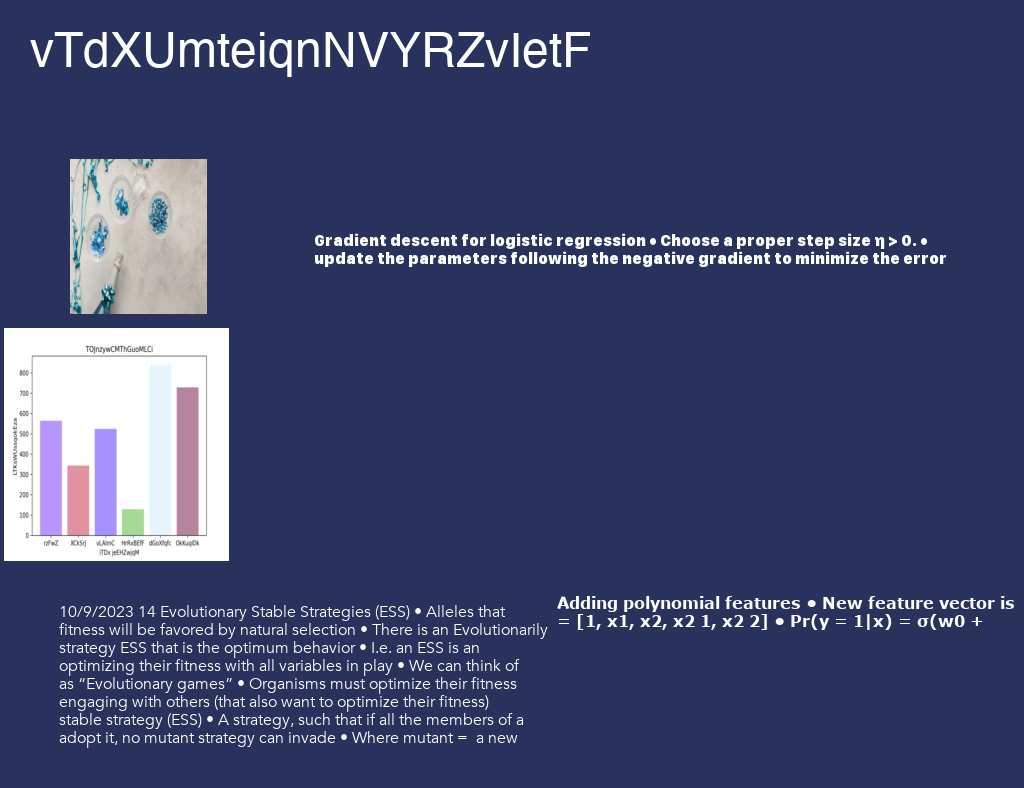 vTdXUmteiqnNVYRZvIetF
Gradient descent for logistic regression • Choose a proper step size η > 0. •
update the parameters following the negative gradient to minimize the error
TOJnzywCMThGuoMLCi
800
700
600
500
400
300
200
100
0
rzFwZ XCkSrJ vLAlmC HrRxBEfF dGoXfqfc OkKuqIDk
iTDx jeEHZwjqM
10/9/2023 14 Evolutionary Stable Strategies (ESS) • Alleles that
fitness will be favored by natural selection • There is an Evolutionarily
strategy ESS that is the optimum behavior • I.e. an ESS is an
optimizing their fitness with all variables in play • We can think of
as “Evolutionary games” • Organisms must optimize their fitness
engaging with others (that also want to optimize their fitness)
stable strategy (ESS) • A strategy, such that if all the members of a
adopt it, no mutant strategy can invade • Where mutant = a new
Adding polynomial features • New feature vector is
= [1, x1, x2, x2 1, x2 2] • Pr(y = 1|x) = σ(w0 +